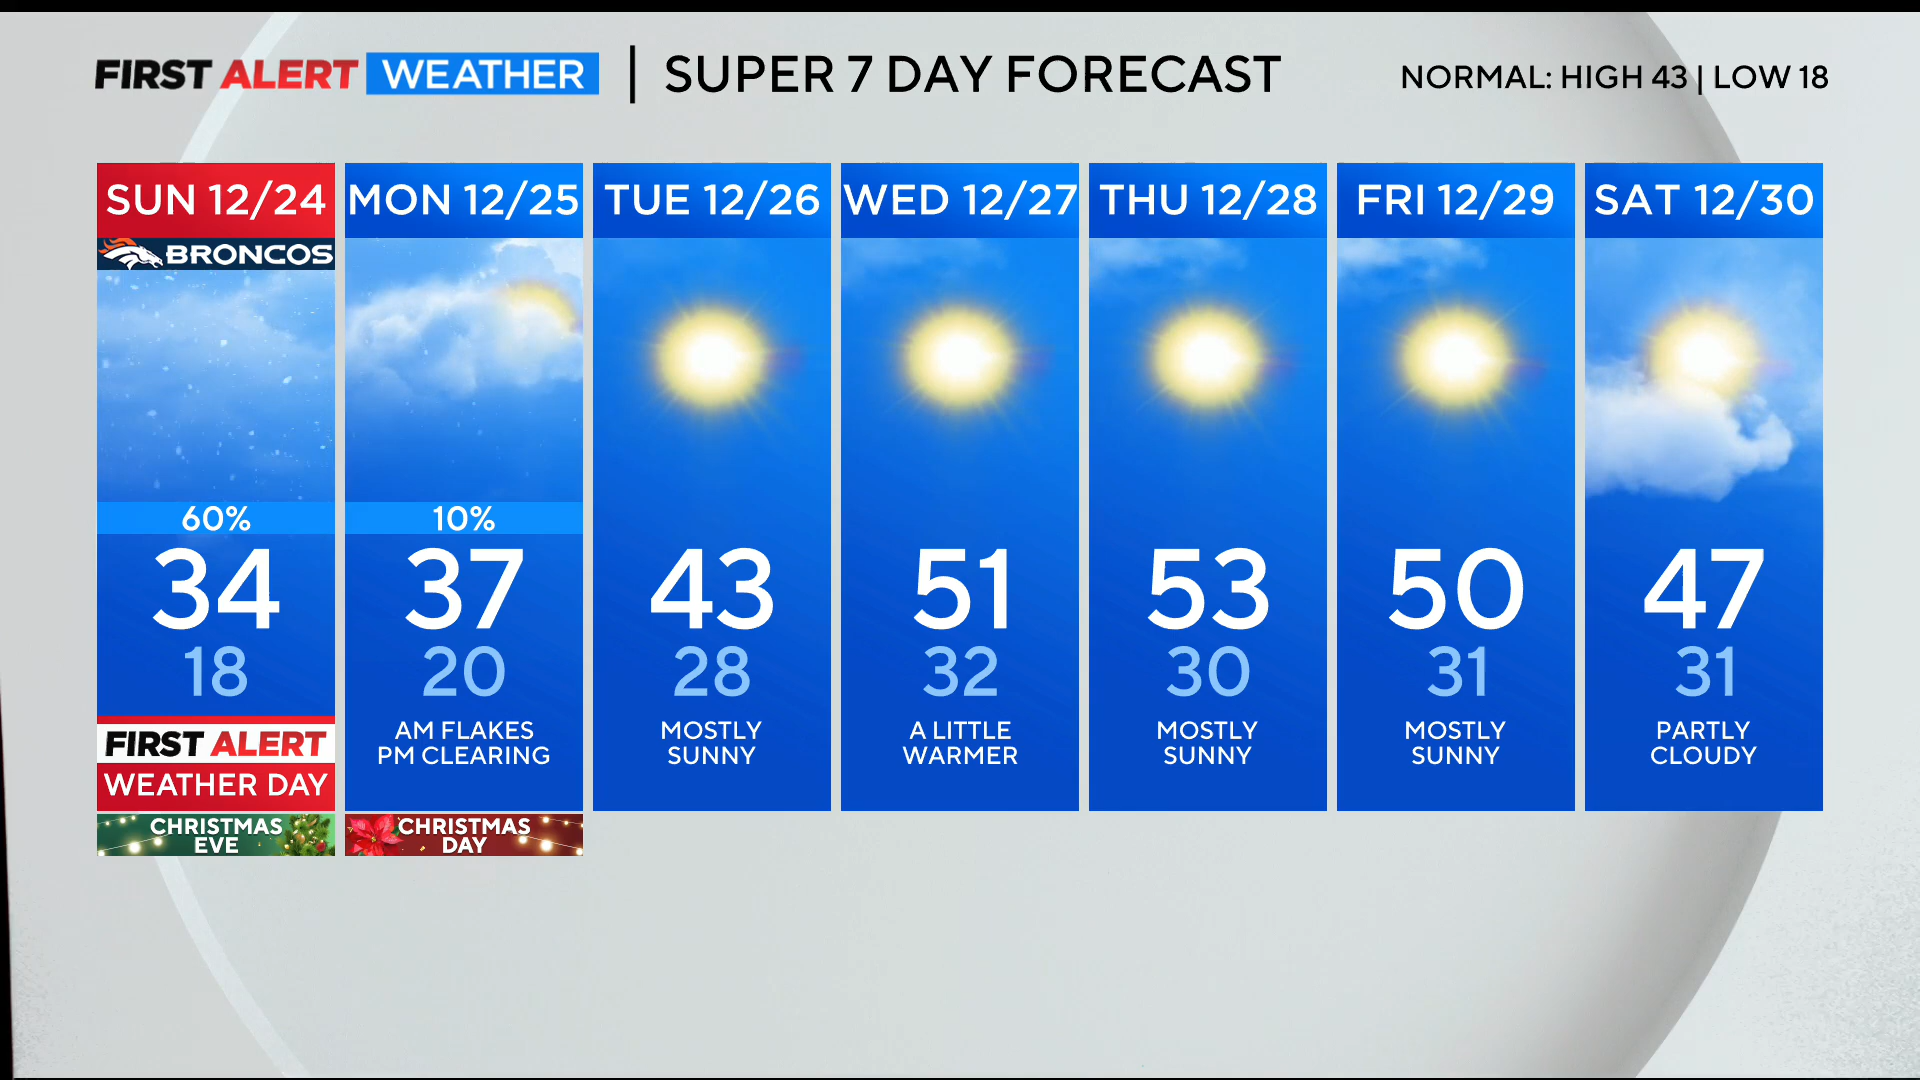 FIRST ALERT WEATHER | SUPER 7 DAY FORECAST
NORMAL: HIGH 43 | LOW 18
SUN 12/24
BRONCOS
60%
34
18
FIRST ALERT
WEATHER DAY
CHRISTMAS
EVE
MON 12/25
10%
37
20
AM FLAKES
PM CLEARING
CHRISTMAS
DAY
TUE 12/26
43
28
MOSTLY
SUNNY
WED 12/27
51
32
A LITTLE
WARMER
THU 12/28
53
30
MOSTLY
SUNNY
FRI 12/29
50
31
MOSTLY
SUNNY
SAT 12/30
47
31
PARTLY
CLOUDY